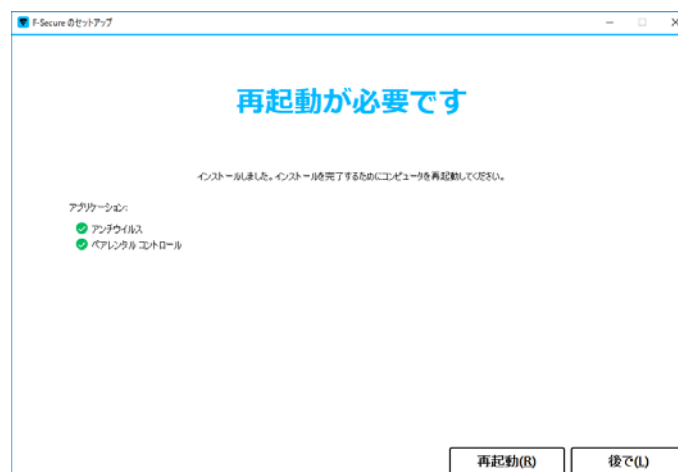 F-Secure のセットアップ
再起動が必要です
インストールしました。インストールを完了するためにコンピュータを再起動してください。
アプリケーション:
アンチウイルス
ペアレンタル コントロール
再起動(R)
後で(L)